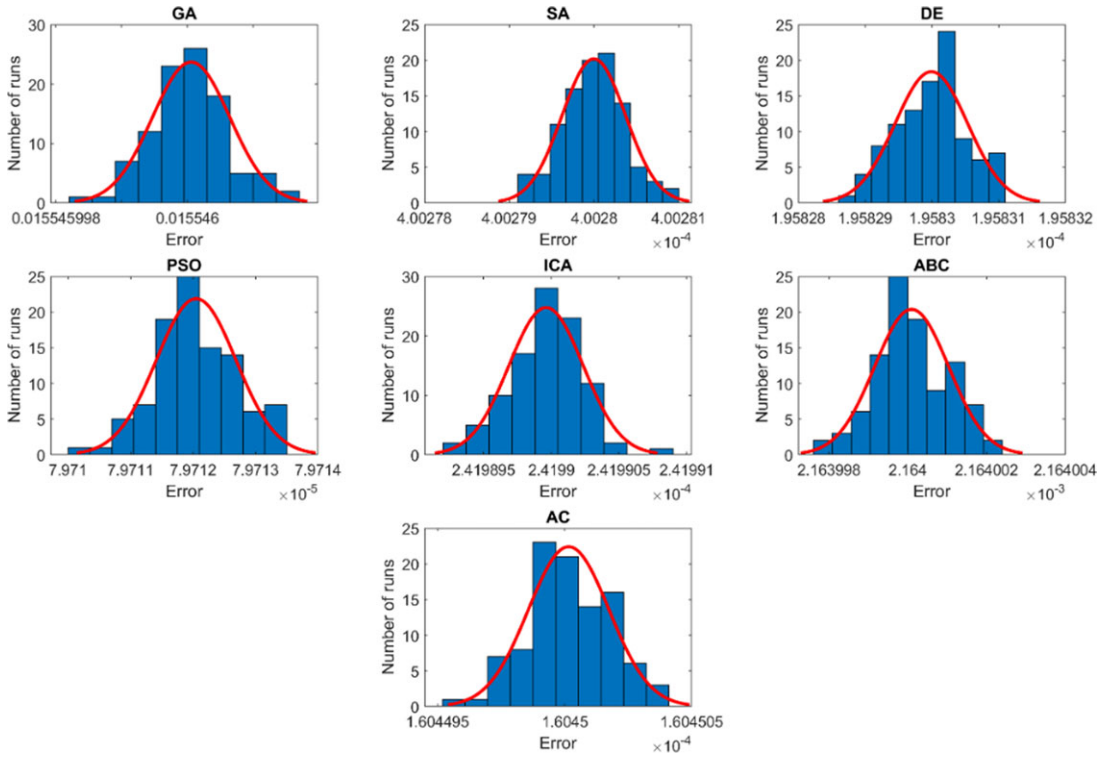 GA
SA
DE
Number of runs
30
20
10
0
0.015545998 0.015546
Error
Number of runs
25
20
15
10
5
0
4.00278 4.00279 4.0028 4.00281
Error
×10-4
Number of runs
25
20
15
10
5
0
1.95828 1.95829 1.9583 1.95831 1.95832
Error
×10-4
PSO
ICA
ABC
Number of runs
25
20
15
10
5
0
7.971 7.9711 7.9712 7.9713 7.9714
Error
×10-5
Number of runs
30
20
10
0
2.419895 2.4199 2.419905 2.41991
Error
×10-4
Number of runs
25
20
15
10
5
0
2.163998 2.164 2.164002 2.164004
Error
×10-3
AC
Number of runs
25
20
15
10
5
0
1.604495 1.6045 1.604505
Error
×10-4